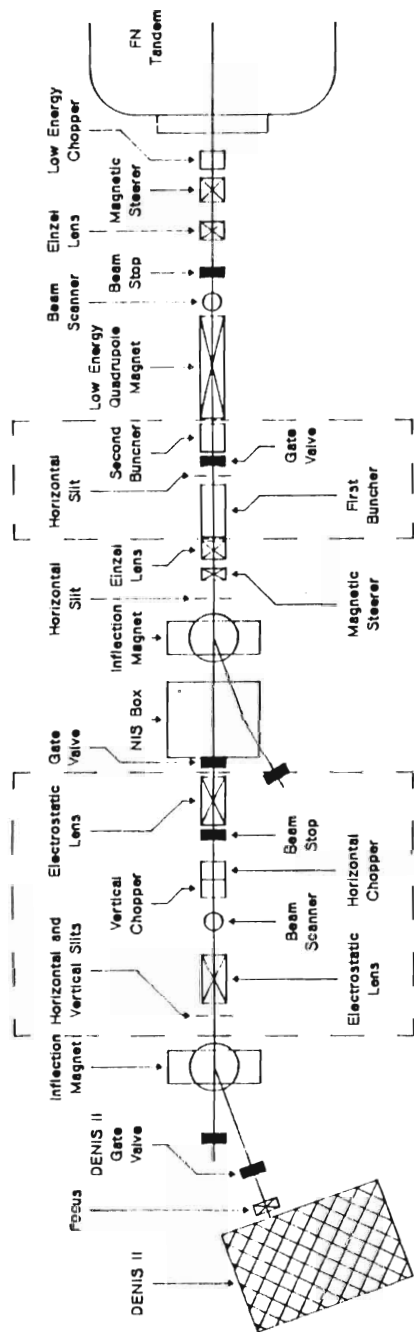 DENIS II
Focus
DENIS II
Gate
Valve
Inflection
Magnet
Horizontal and
Vertical Slits
Electrostatic
Lens
Beam
Scanner
Vertical
Chopper
Horizontal
Chopper
Beam
Stop
Electrostatic
Lens
Gate
Valve
NIS Box
Inflection
Magnet
Horizontal
Slit
Magnetic
Steerer
Einzel
Lens
First
Buncher
Horizontal
Slit
Gate
Valve
Second
Buncher
Low Energy
Quadrupole
Magnet
Beam
Scanner
Beam
Stop
Einzel
Lens
Magnetic
Steerer
Low Energy
Chopper
FN
Tandem